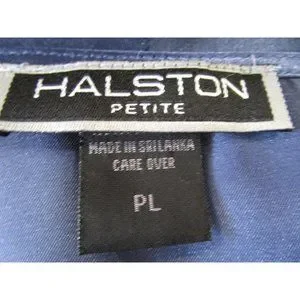 HALSTON
PETITE
MADE IN SRI LANKA
CARE OVER
PL